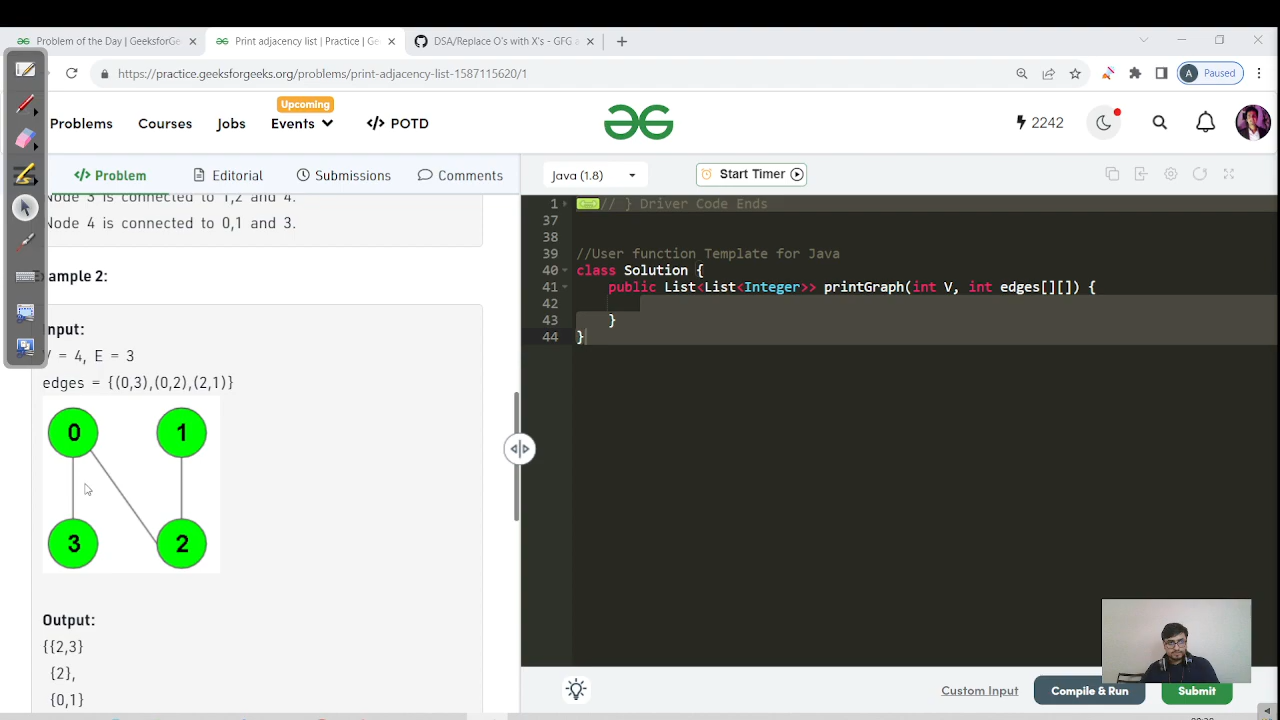 Problem of the Day | GeeksforGe
Print adjacency list | Practice | Ge
DSA/Replace O's with X's - GFG a
https://practice.geeksforgeeks.org/problems/print-adjacency-list-1587115620/1
A Paused
Problems
Courses
Jobs
Upcoming
Events
</> POTD
2242
</> Problem
Editorial
Submissions
Comments
Java (1.8)
Start Timer
Node 3 is connected to 1,2 and 4.
Node 4 is connected to 0,1 and 3.
ample 2:
nput:
V = 4, E = 3
edges = {(0,3),(0,2),(2,1)}
0
1
3
2
Output:
{{2,3}
{2},
{0,1}
1 // } Driver Code Ends
37
38
39 //User function Template for Java
40 class Solution {
41 public List<List<Integer>> printGraph(int V, int edges[][]) {
42
43 }
44 }
Custom Input
Compile & Run
Submit